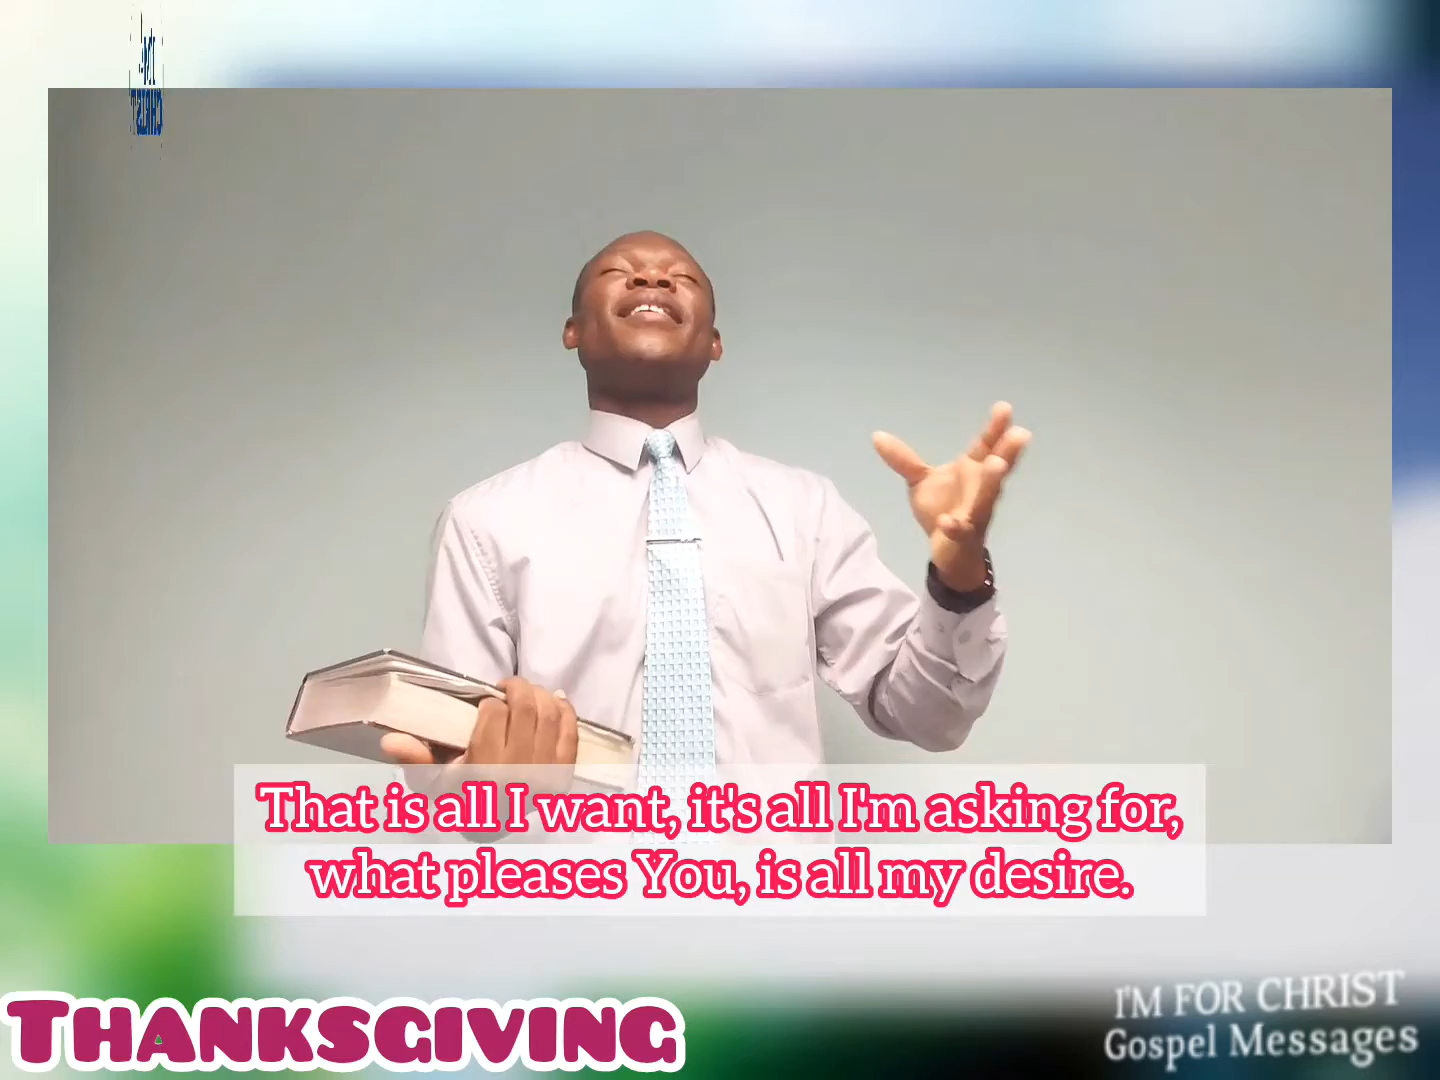 That is all I want, it's all I'm asking for,
what pleases You, is all my desire.
THANKSGIVING
I'M FOR CHRIST
Gospel Messages